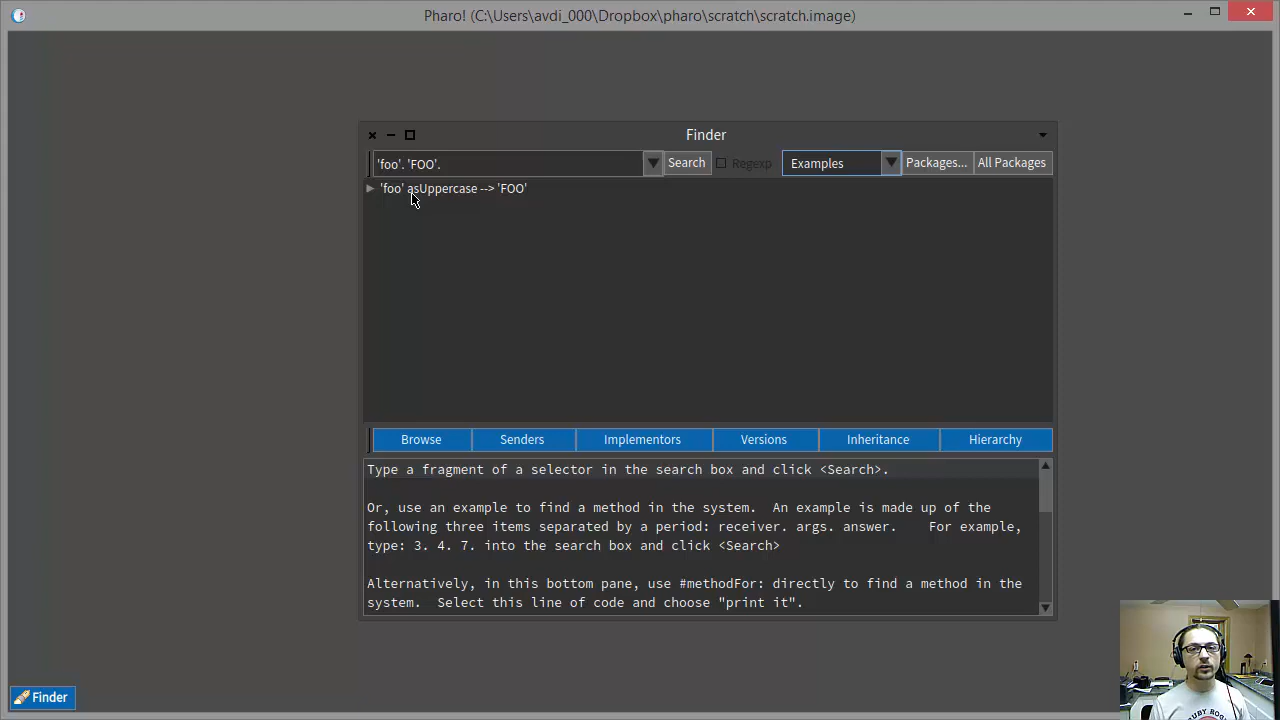 Pharo! (C:\Users\avdi_000\Dropbox\pharo\scratch\scratch.image)
Finder
'foo'. 'FOO'.
Search
Regexp
Examples
Packages...
All Packages
'foo' asUppercase --> 'FOO'
Browse
Senders
Implementors
Versions
Inheritance
Hierarchy
Type a fragment of a selector in the search box and click <Search>.
Or, use an example to find a method in the system.  An example is made up of the
following three items separated by a period: receiver. args. answer.    For example,
type: 3. 4. 7. into the search box and click <Search>
Alternatively, in this bottom pane, use #methodFor: directly to find a method in the
system.  Select this line of code and choose "print it".
Finder